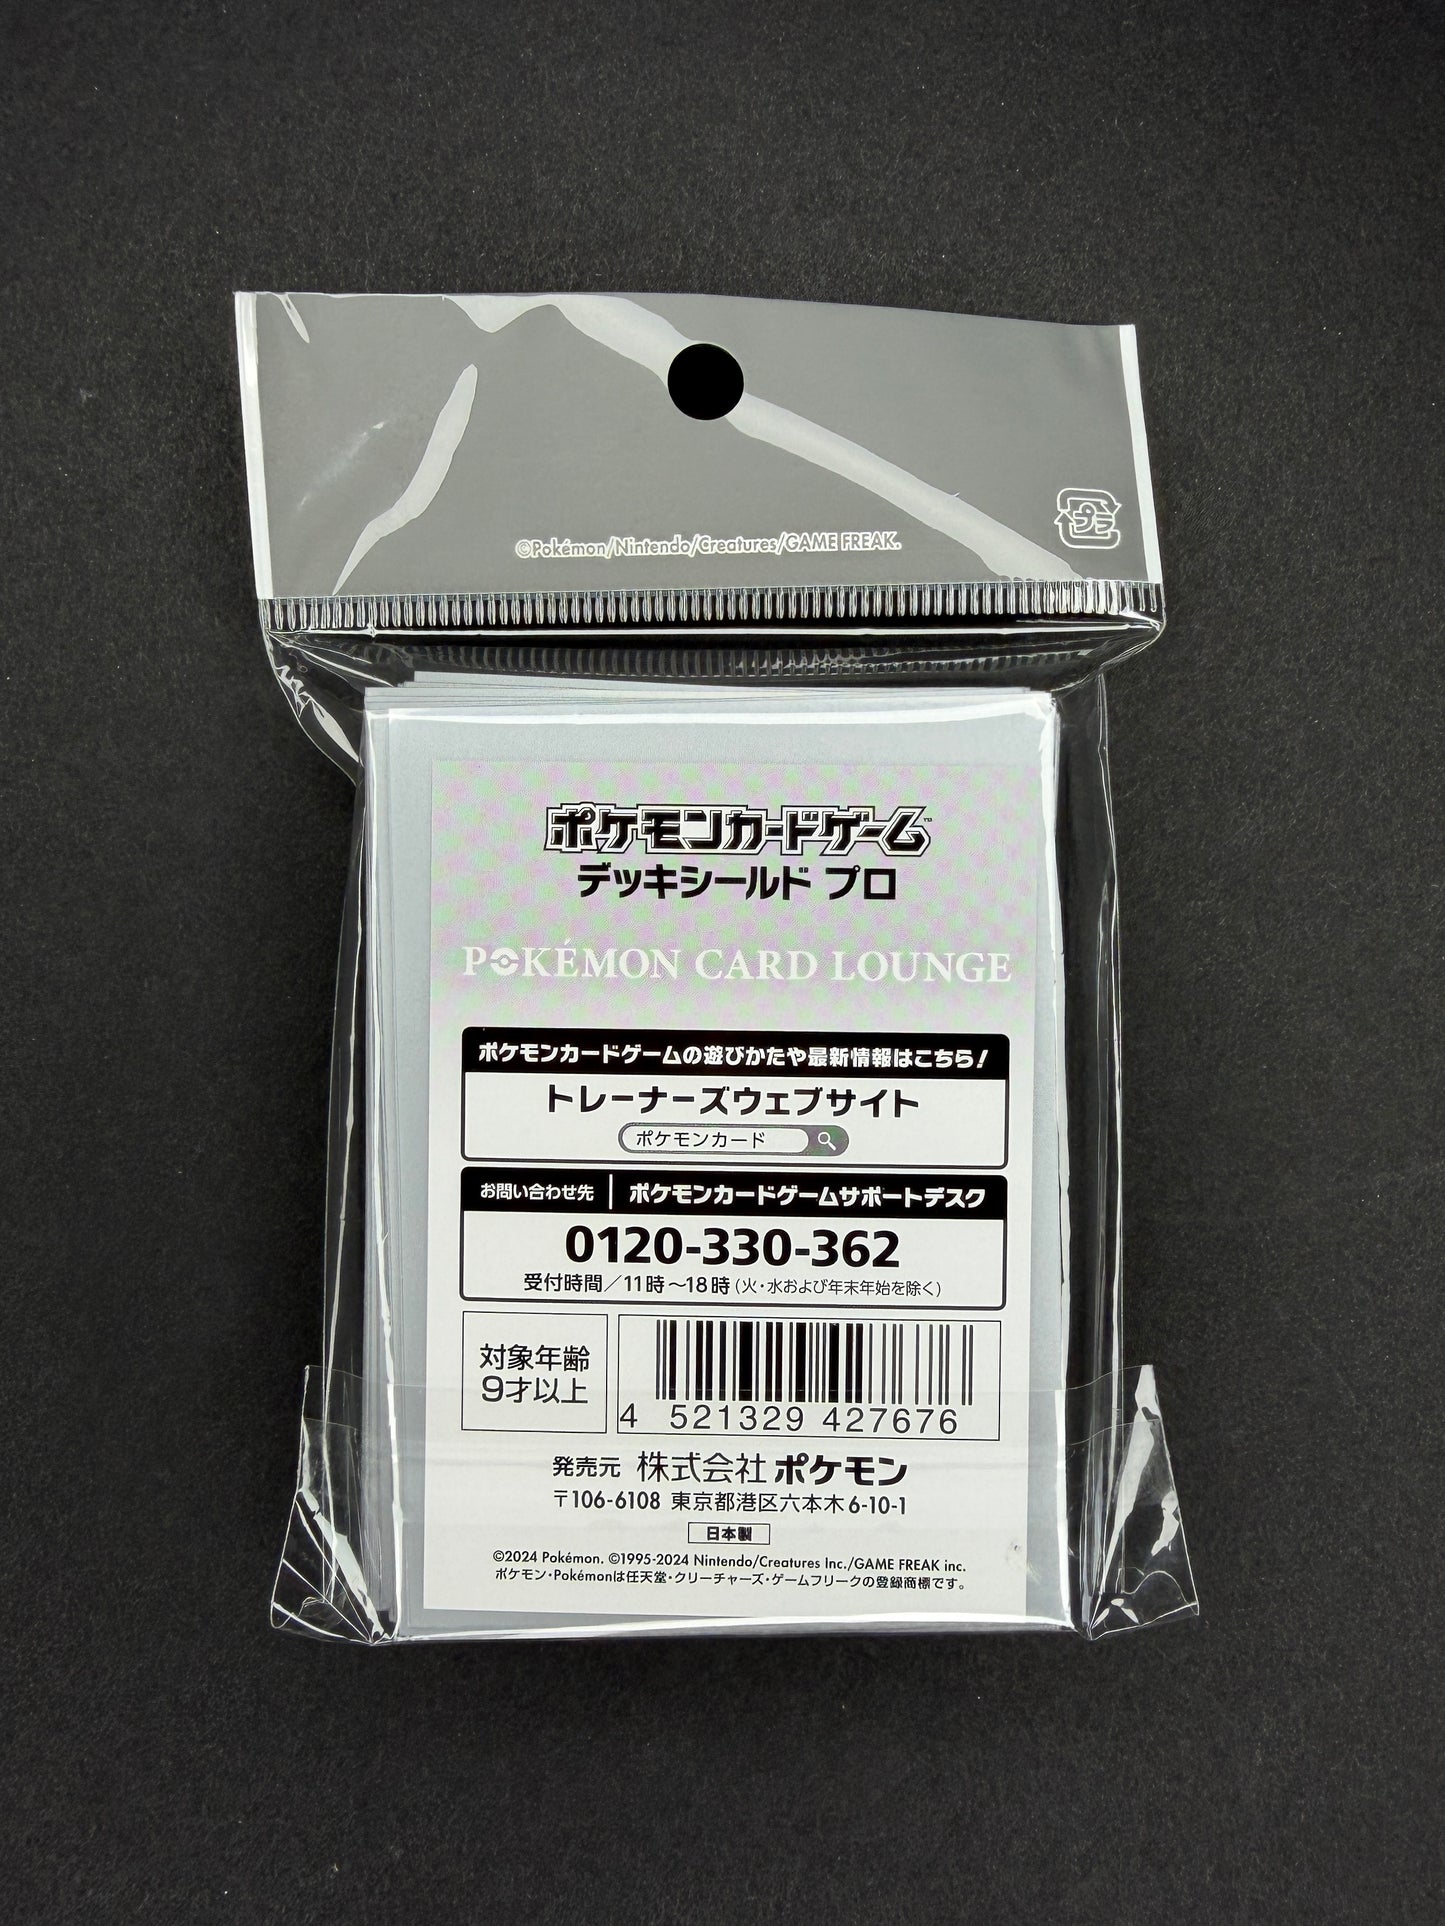 ©Pokémon/Nintendo/Creatures/GAME FREAK.
プラ
ポケモンカードゲーム™
デッキシールド プロ
POKÉMON CARD LOUNGE
ポケモンカードゲームの遊びかたや最新情報はこちら！
トレーナーズウェブサイト
ポケモンカード
お問い合わせ先 ポケモンカードゲームサポートデスク
0120-330-362
受付時間／11時～18時（火・水および年末年始を除く）
対象年齢
9才以上
4 521329 427676
発売元 株式会社ポケモン
〒106-6108 東京都港区六本木6-10-1
日本製
©2024 Pokémon. ©1995-2024 Nintendo/Creatures Inc./GAME FREAK inc.
ポケモン・Pokémonは任天堂・クリーチャーズ・ゲームフリークの登録商標です。